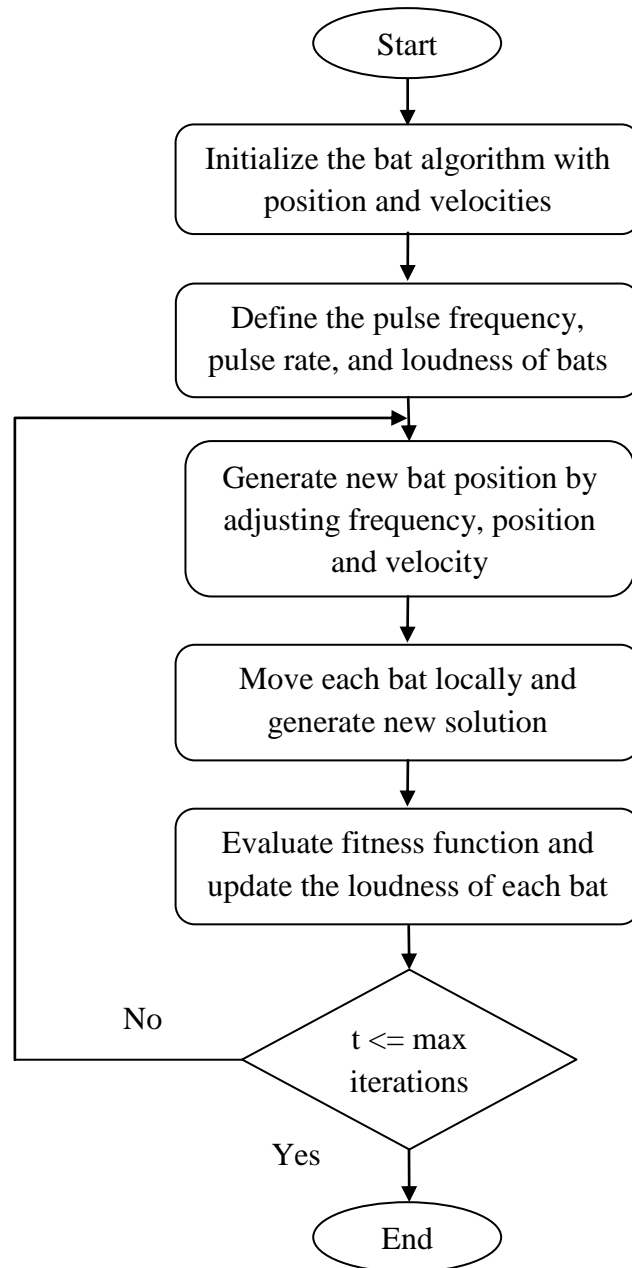 Start
Initialize the bat algorithm with
position and velocities
Define the pulse frequency,
pulse rate, and loudness of bats
Generate new bat position by
adjusting frequency, position
and velocity
Move each bat locally and
generate new solution
Evaluate fitness function and
update the loudness of each bat
No
t <= max
iterations
Yes
End